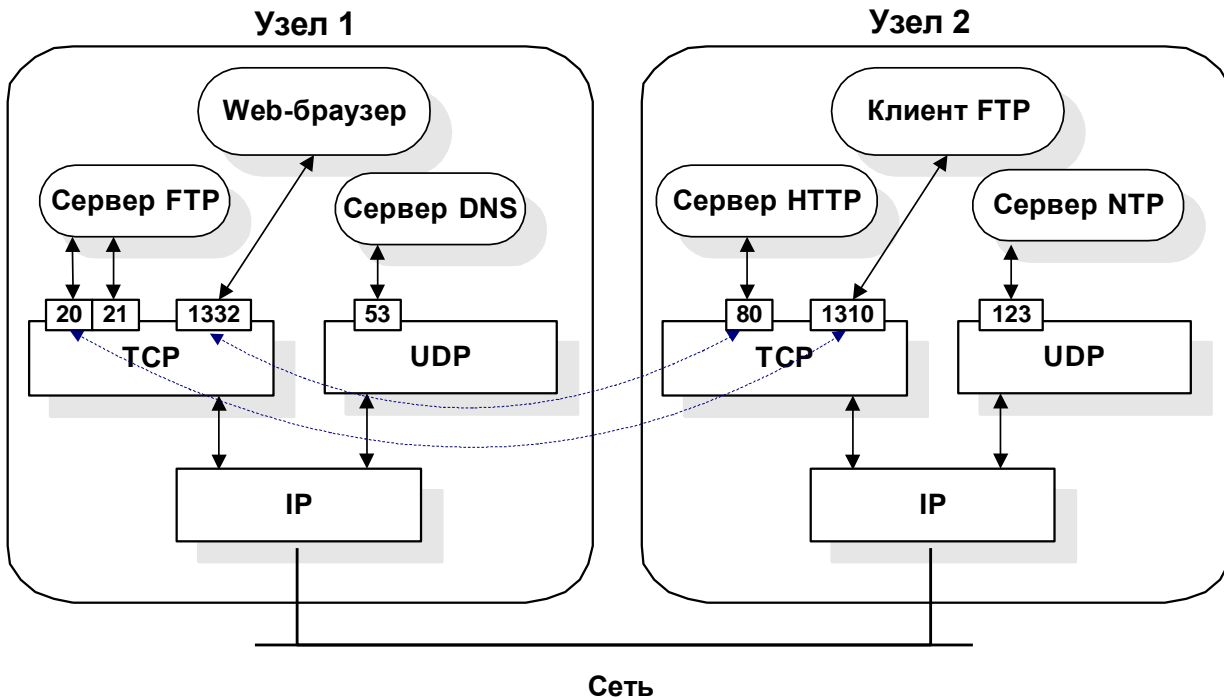 Узел 1
Узел 2
Web-браузер
Клиент FTP
Сервер FTP
Сервер DNS
Сервер HTTP
Сервер NTP
20
21
1332
53
80
1310
123
TCP
UDP
TCP
UDP
IP
IP
Сеть